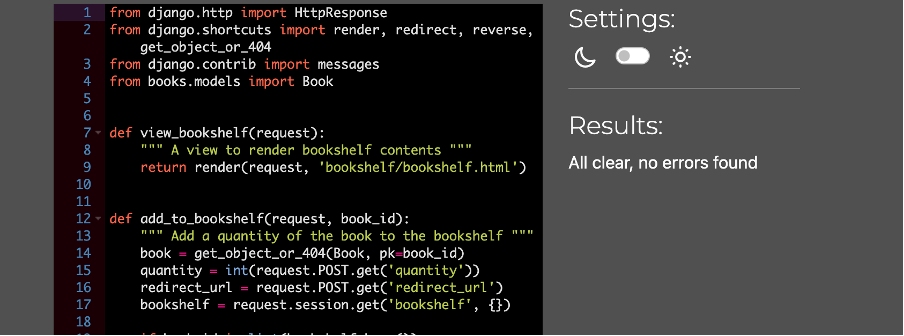 1 from django.http import HttpResponse
2 from django.shortcuts import render, redirect, reverse,
get_object_or_404
3 from django.contrib import messages
4 from books.models import Book
5
6
7 def view_bookshelf(request):
8 """ A view to render bookshelf contents """
9 return render(request, 'bookshelf/bookshelf.html')
10
11
12 def add_to_bookshelf(request, book_id):
13 """ Add a quantity of the book to the bookshelf """
14 book = get_object_or_404(Book, pk=book_id)
15 quantity = int(request.POST.get('quantity'))
16 redirect_url = request.POST.get('redirect_url')
17 bookshelf = request.session.get('bookshelf', {})
18
Settings:
Results:
All clear, no errors found